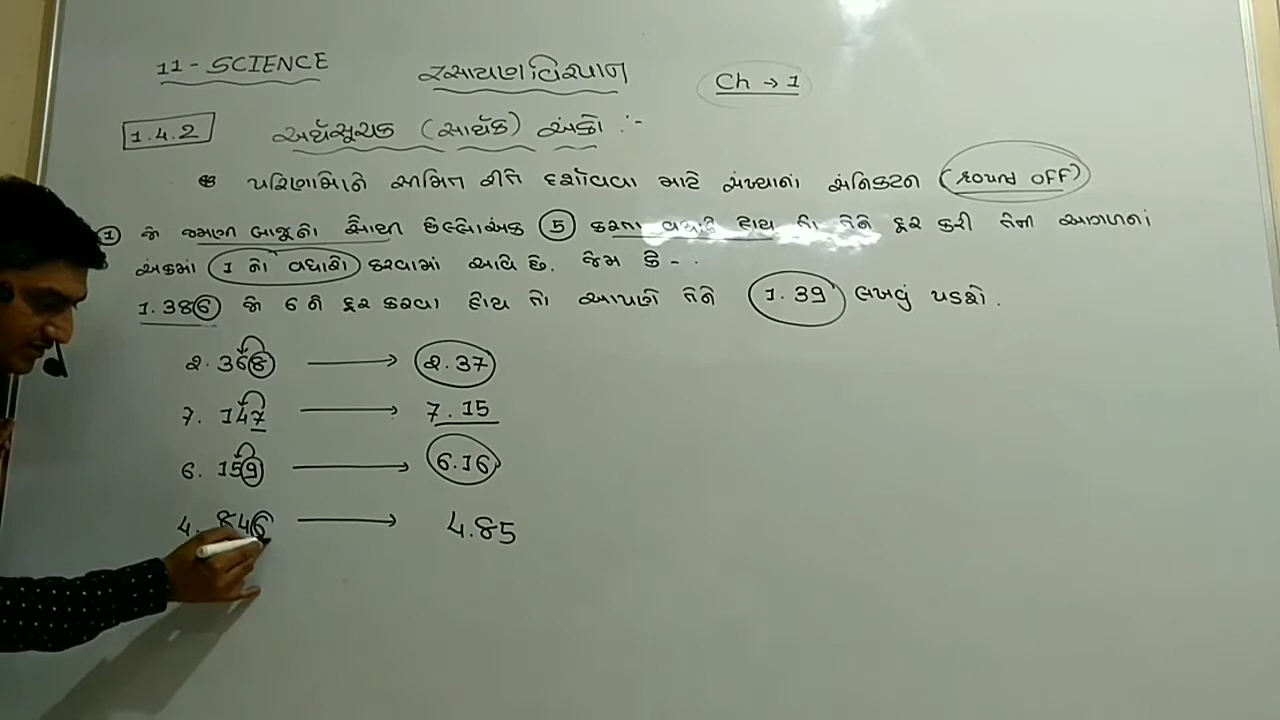 11 - SCIENCE રસાયણવિજ્ઞાન Ch → 1
1.4.2 અર્થસૂચક (સાર્થક) અંકો :-
પરિણામોને સીમિત રીતે દર્શાવવા માટે સંખ્યાનાં સંનિકટન (ROUND OFF)
① જો જમણી બાજુનો સૌથી છેલ્લો અંક ⑤ કરતા વધારે હોય તો તેને દૂર કરી તેની આગળનાં
અંકમાં 1 નો વધારો કરવામાં આવે છે. જેમ કે - ..
1.386 જો 6 ને દૂર કરવા હોય તો આપણે તેને 1.39 લખવું પડશે.
2.368 → 2.37
7.147 → 7.15
6.159 → 6.16
4.846 → 4.85